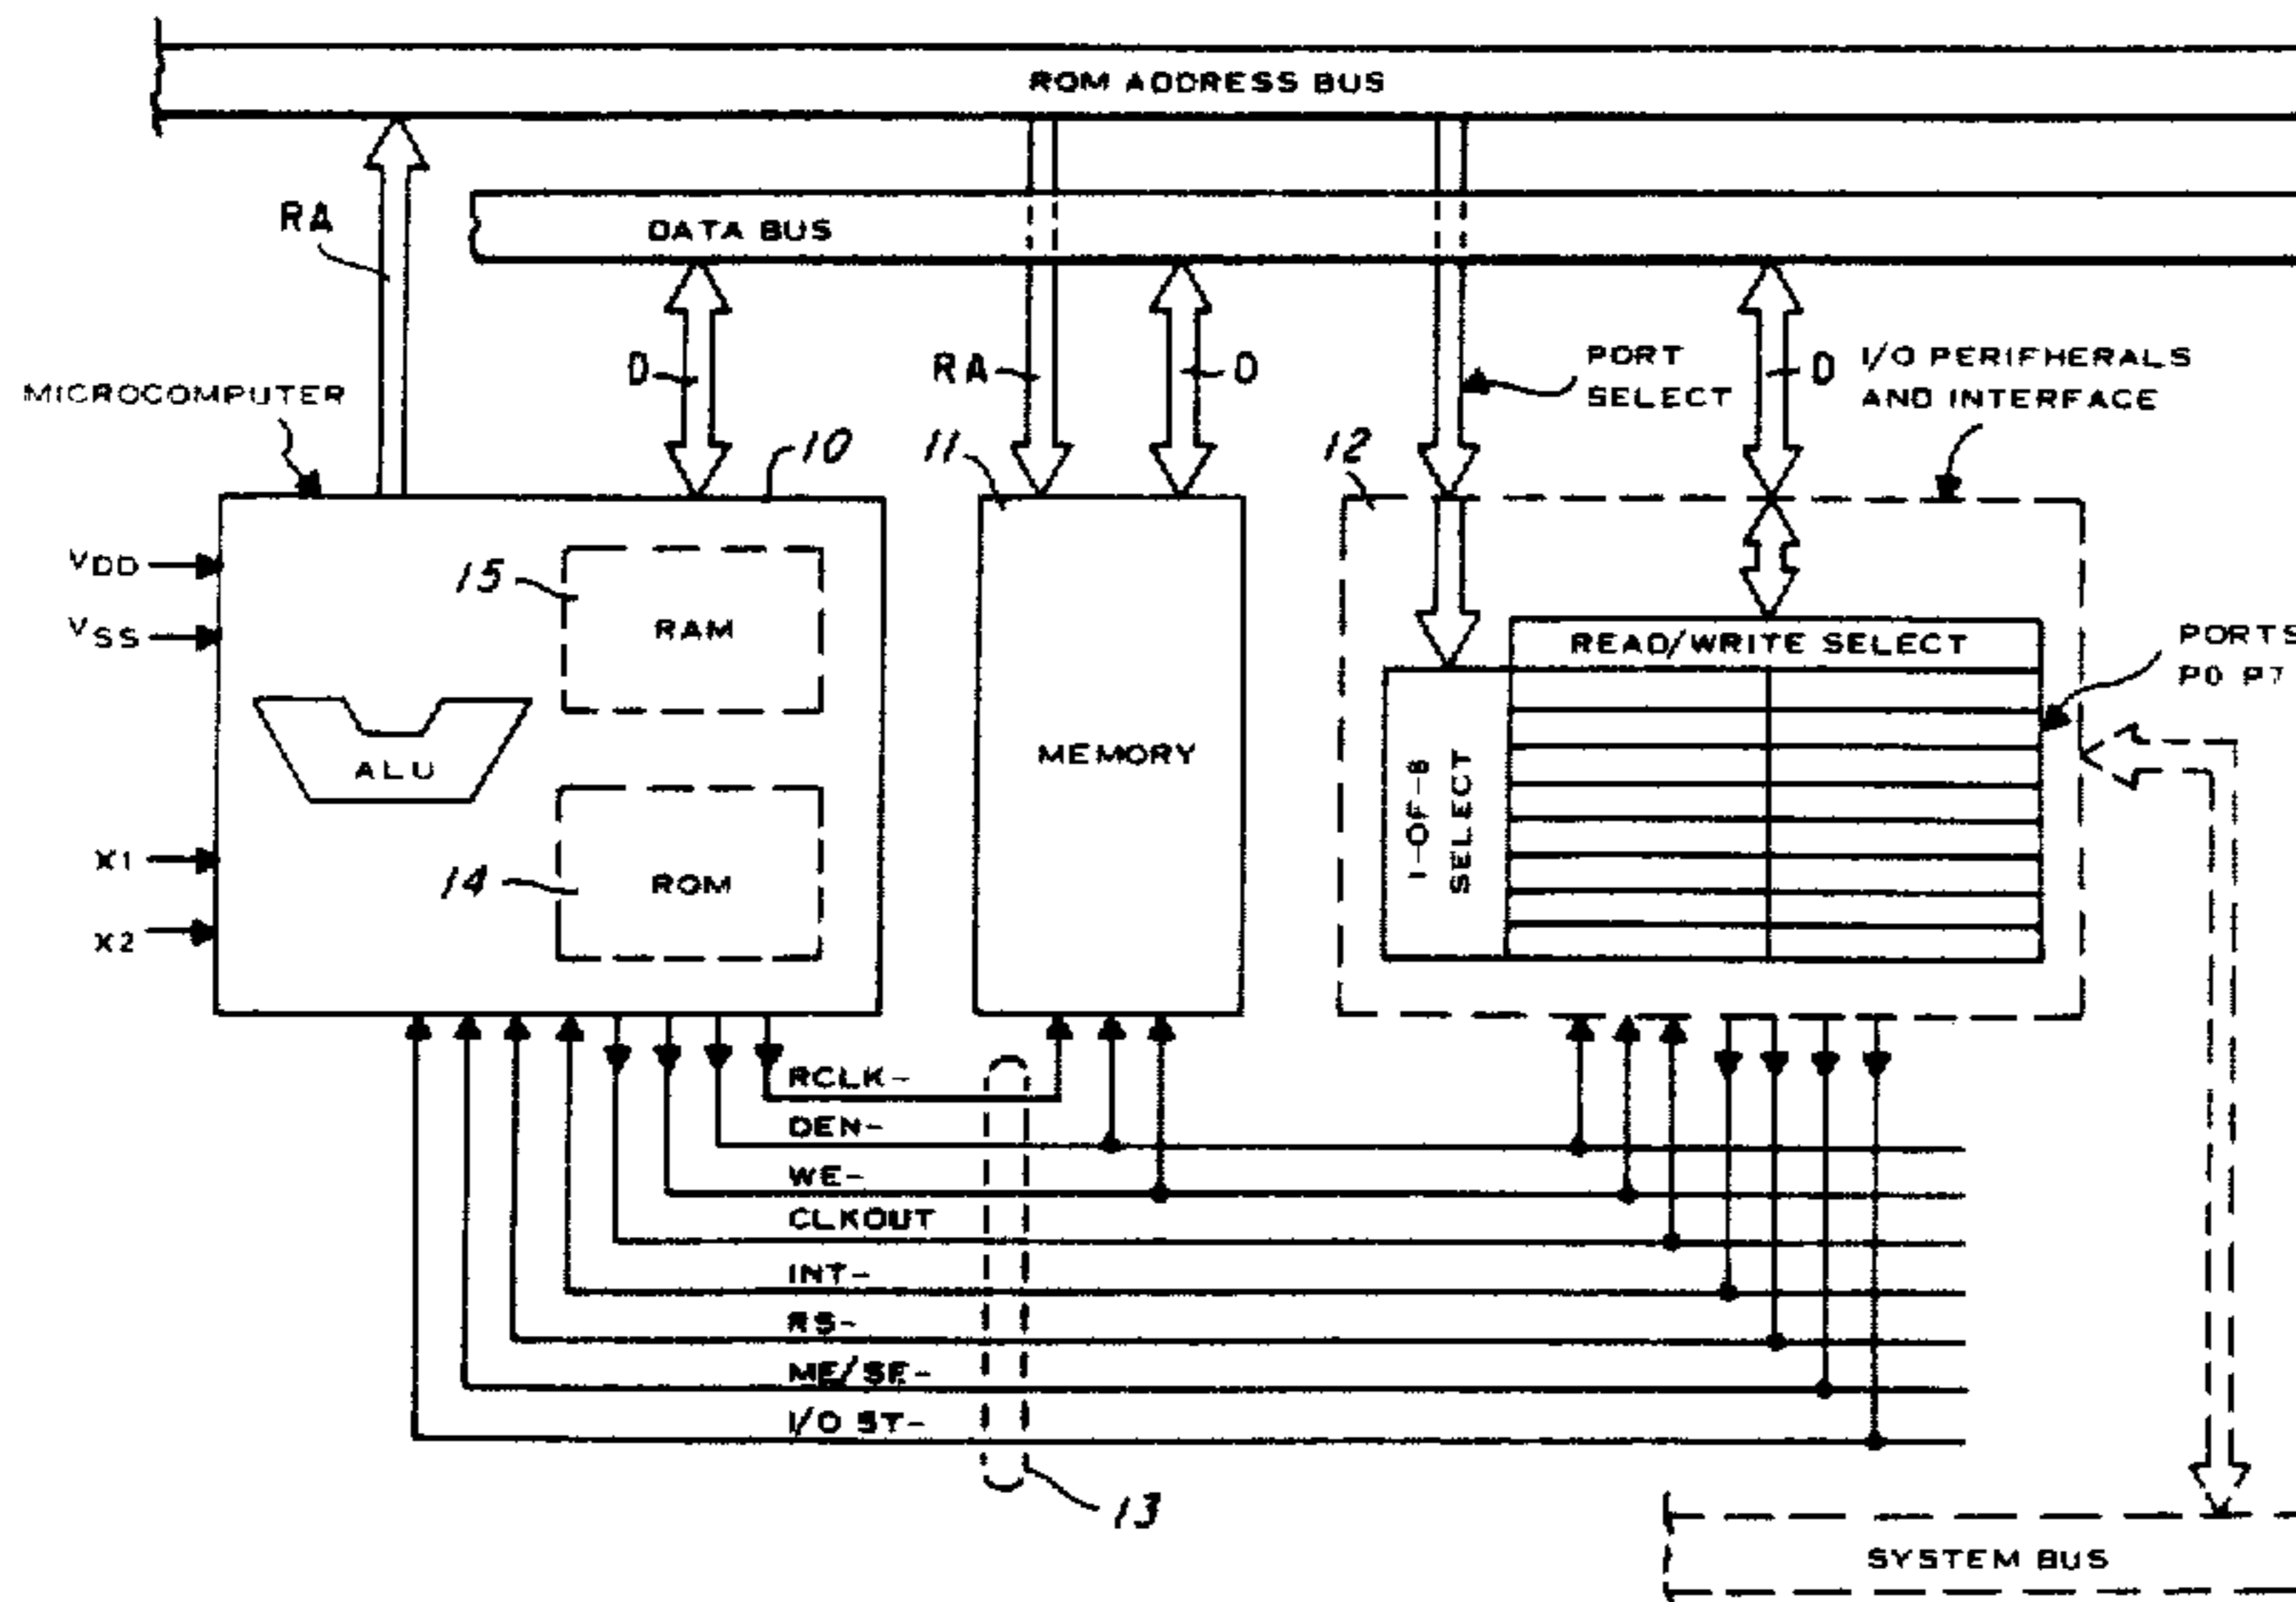 ROM ADDRESS BUS
RA
DATA BUS
MICROCOMPUTER
D
RA
D
PORT
SELECT
D
I/O PERIFHERALS
AND INTERFACE
10
11
12
VDD
VSS
X1
X2
15
RAM
ALU
14
ROM
MEMORY
READ/WRITE SELECT
1-OF-8
SELECT
PORTS
P0 P7
RCLK-
DEN-
WE-
CLKOUT
INT-
RS-
ME/SE-
I/O ST-
13
SYSTEM BUS